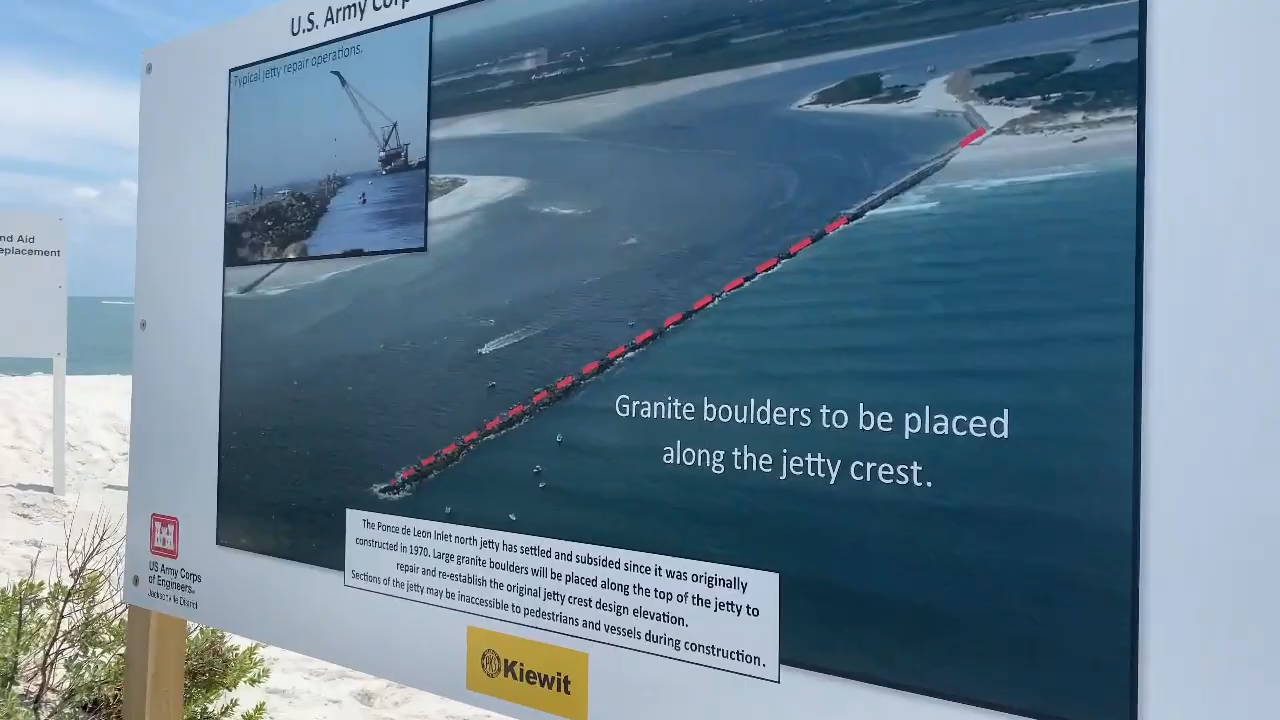 U.S. Army
Typical jetty repair operations.
nd Aid
eplacement
Granite boulders to be placed
along the jetty crest.
The Ponce de Leon Inlet north jetty has settled and subsided since it was originally
constructed in 1970. Large granite boulders will be placed along the top of the jetty to
repair and re-establish the original jetty crest design elevation.
Sections of the jetty may be inaccessible to pedestrians and vessels during construction.
US Army Corps
of Engineers®
Jacksonville District
Kiewit